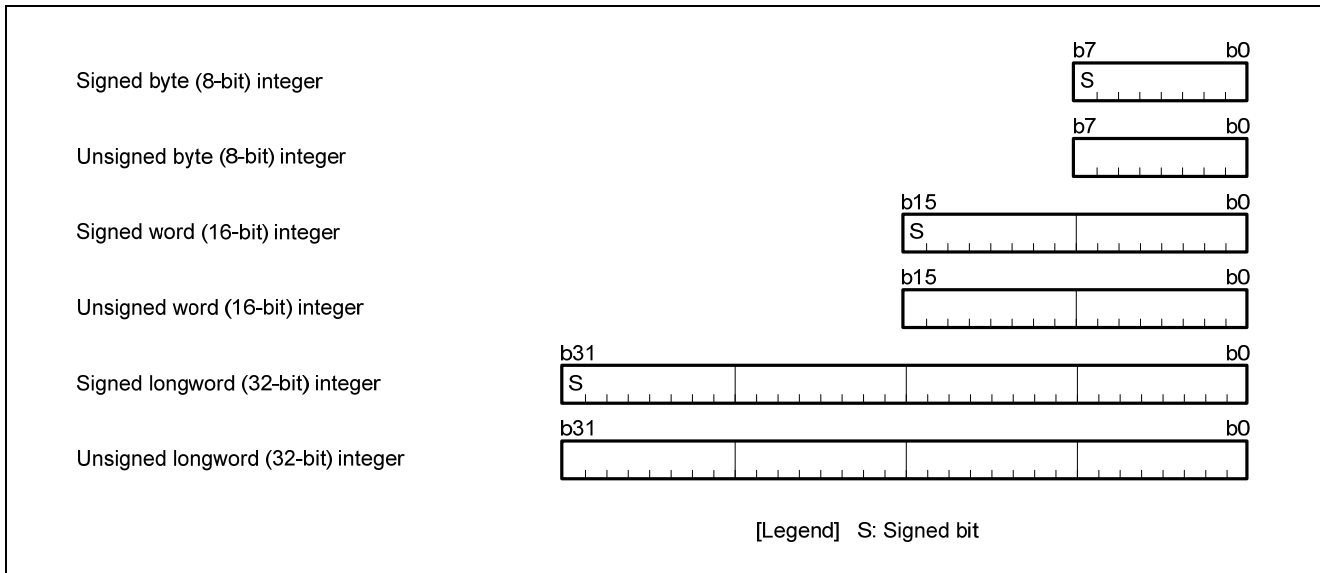 b7 b0
Signed byte (8-bit) integer S
b7 b0
Unsigned byte (8-bit) integer
b15 b0
Signed word (16-bit) integer S
b15 b0
Unsigned word (16-bit) integer
b31 b0
Signed longword (32-bit) integer S
b31 b0
Unsigned longword (32-bit) integer
[Legend] S: Signed bit